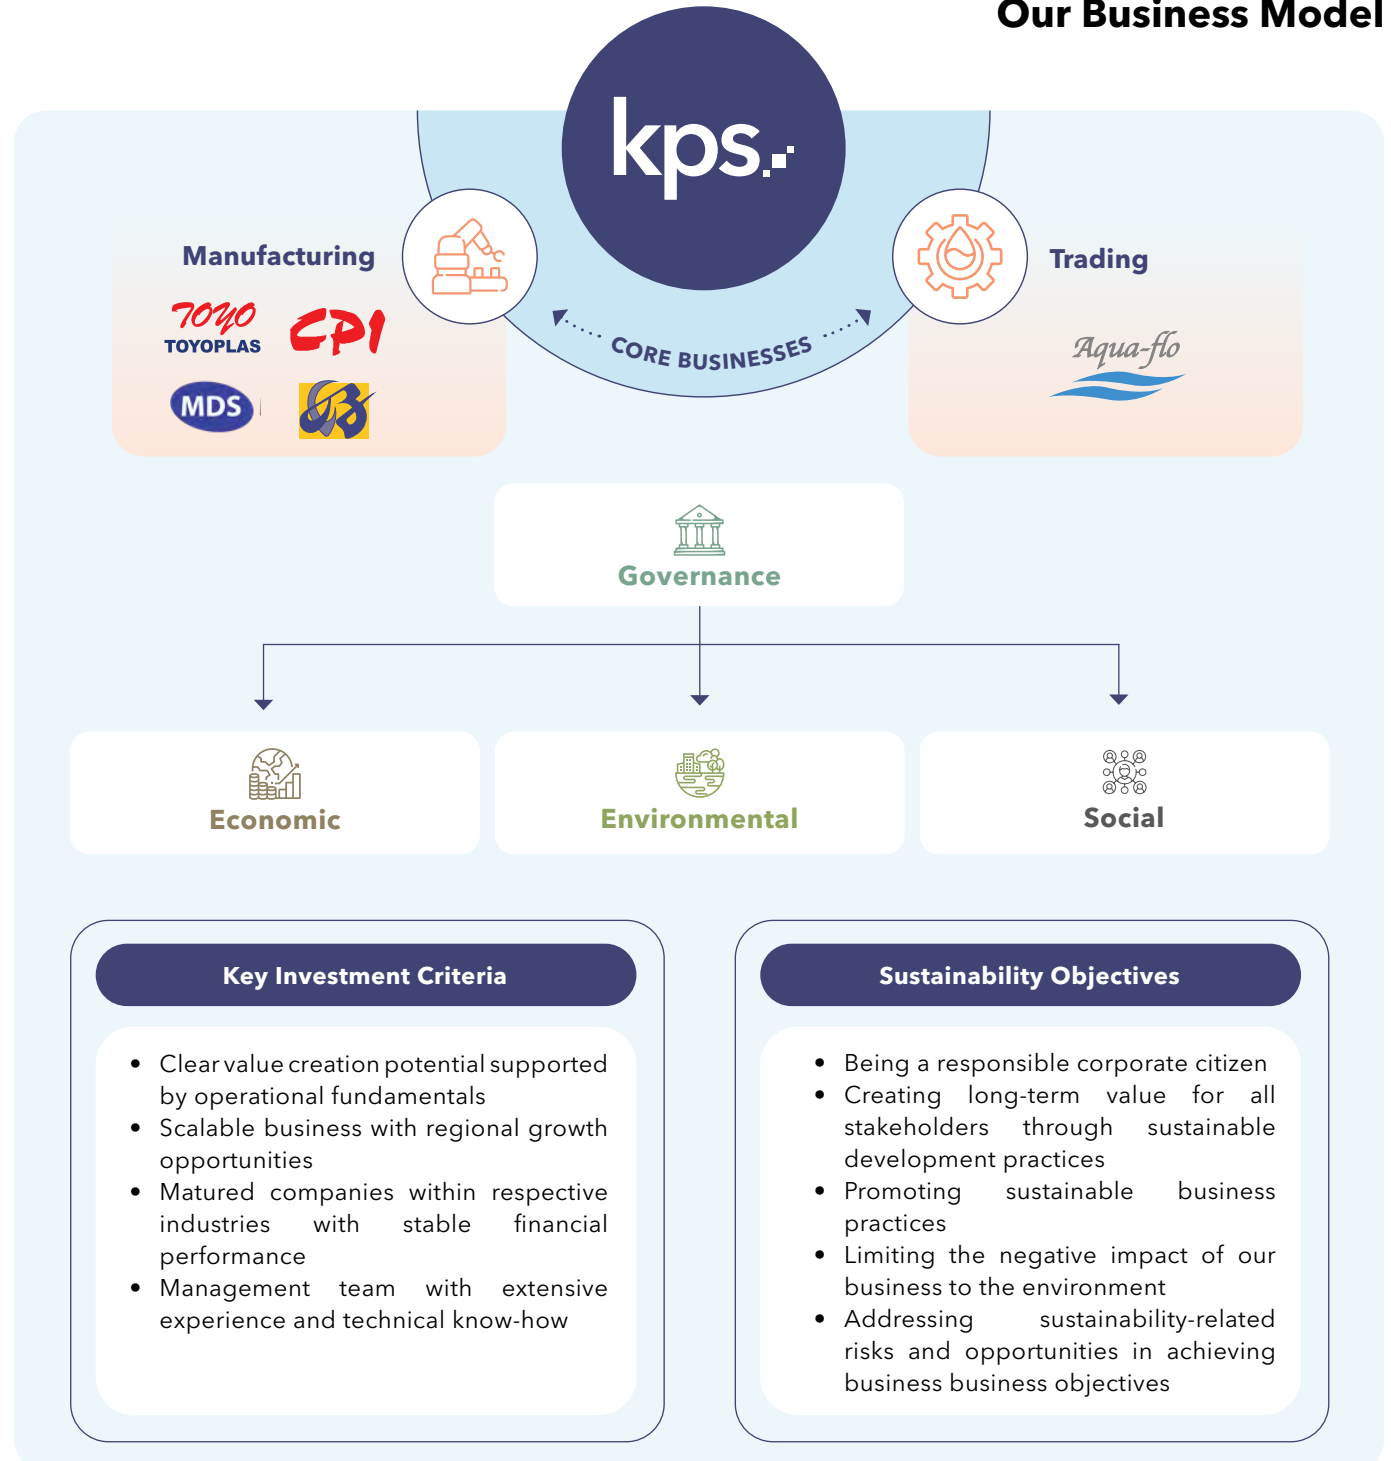 Our Business Model
kps
Manufacturing
TOYO
TOYOPLAS
CPI
MDS
Trading
Aqua-flo
CORE BUSINESSES
Governance
Economic
Environmental
Social
Key Investment Criteria
• Clear value creation potential supported
by operational fundamentals
• Scalable business with regional growth
opportunities
• Matured companies within respective
industries with stable financial
performance
• Management team with extensive
experience and technical know-how
Sustainability Objectives
• Being a responsible corporate citizen
• Creating long-term value for all
stakeholders through sustainable
development practices
• Promoting sustainable business
practices
• Limiting the negative impact of our
business to the environment
• Addressing sustainability-related
risks and opportunities in achieving
business business objectives